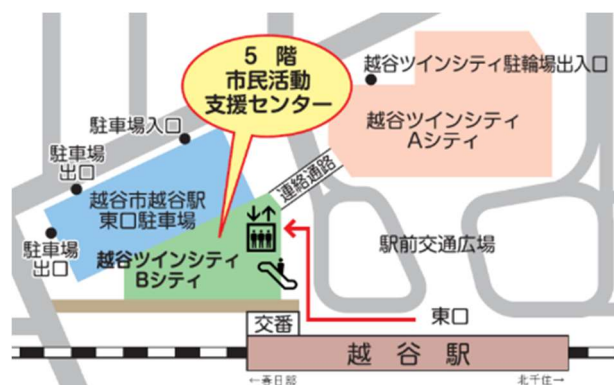 5 階
市民活動
支援センター
越谷ツインシティ駐輪場出入口
越谷ツインシティ
Aシティ
駐車場入口
駐車場
出口
連絡通路
越谷市越谷駅
東口駐車場
駐車場
出口
越谷ツインシティ
Bシティ
駅前交通広場
東口
交番
越谷駅
←春日部
北千住→